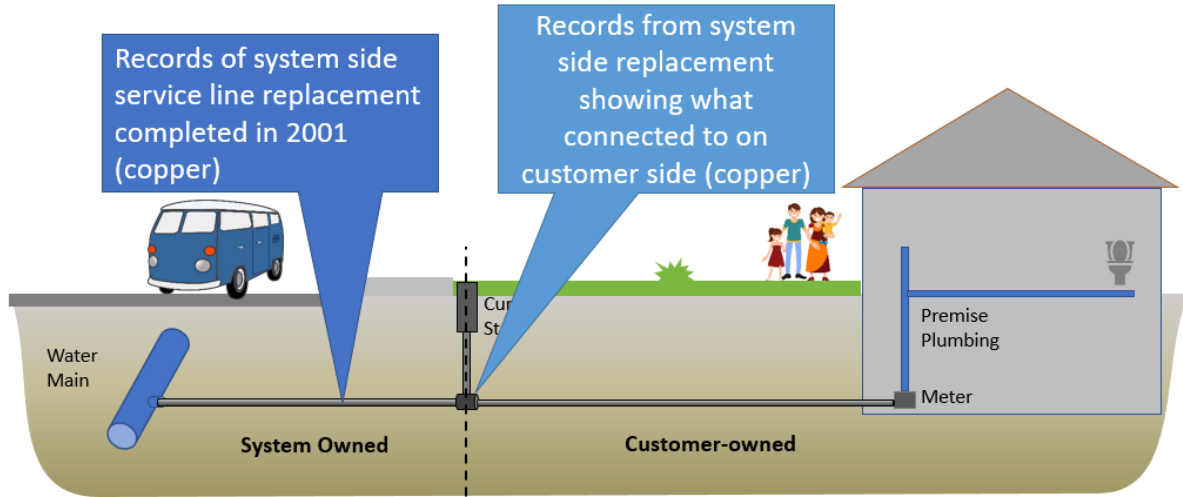 Records of system side
service line replacement
completed in 2001
(copper)
Records from system
side replacement
showing what
connected to on
customer side (copper)
Water
Main
Premise
Plumbing
Meter
System Owned
Customer-owned